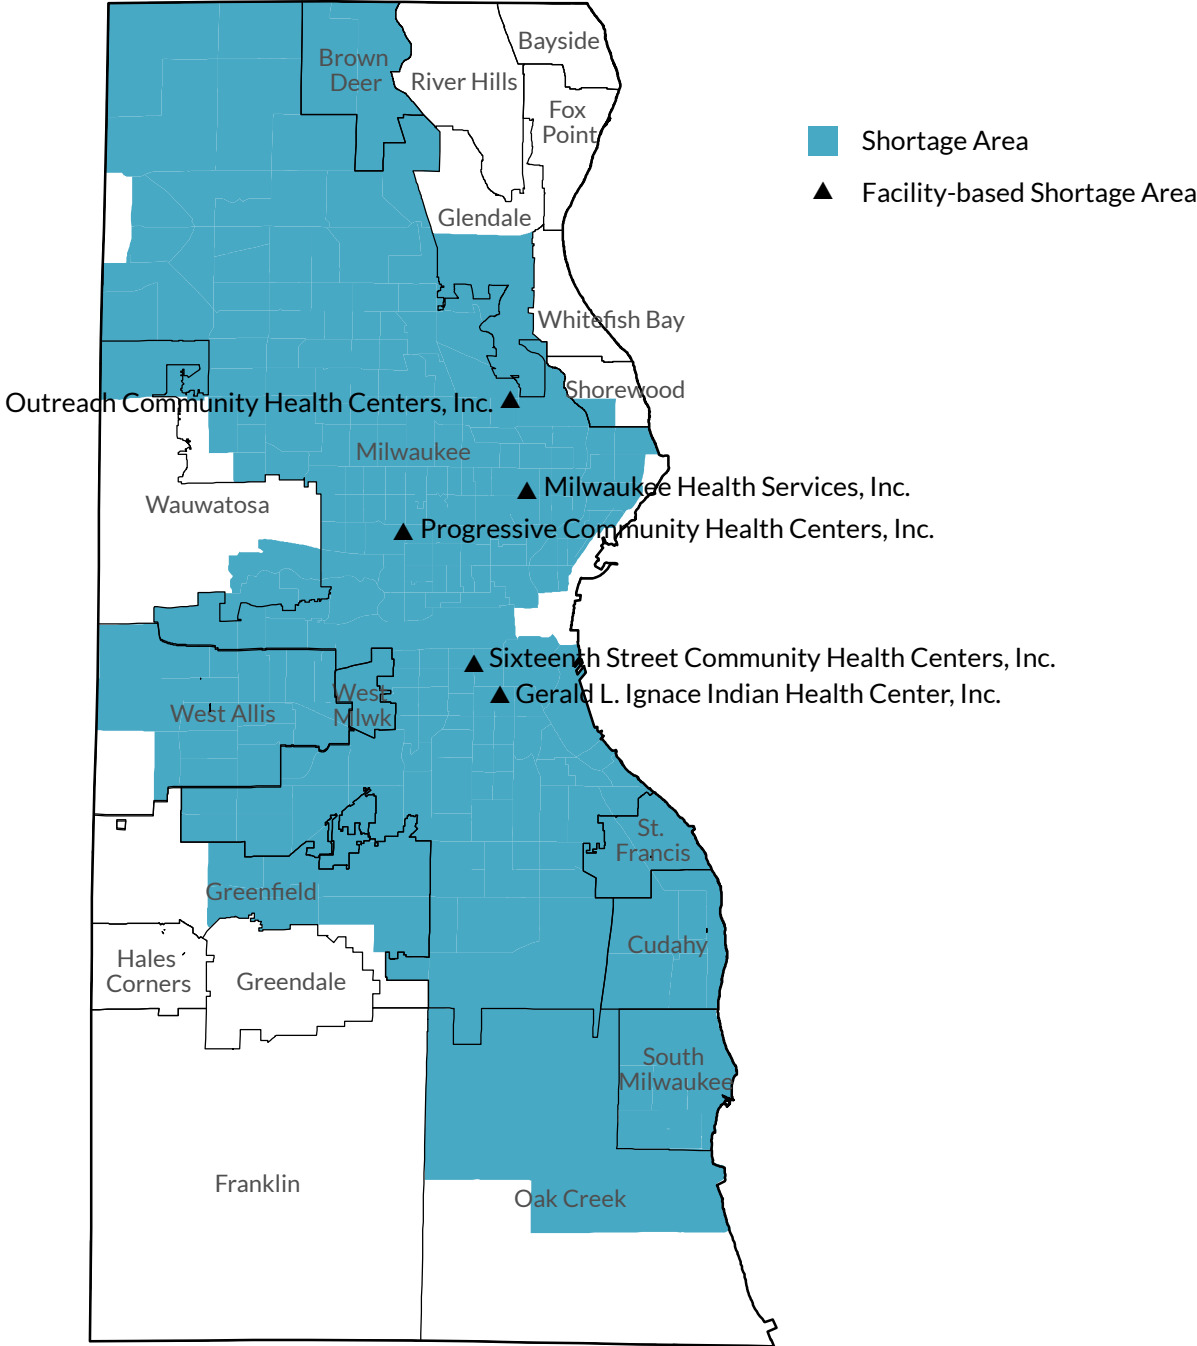 Bayside
Brown
Deer
River Hills
Fox
Point
Shortage Area
Facility-based Shortage Area
Glendale
Whitefish Bay
Shorewood
Outreach Community Health Centers, Inc.
Milwaukee
Milwaukee Health Services, Inc.
Wauwatosa
Progressive Community Health Centers, Inc.
Sixteenth Street Community Health Centers, Inc.
Gerald L. Ignace Indian Health Center, Inc.
West
Mlwk
West Allis
St.
Francis
Greenfield
Cudahy
Hales
Corners
Greendale
South
Milwaukee
Franklin
Oak Creek